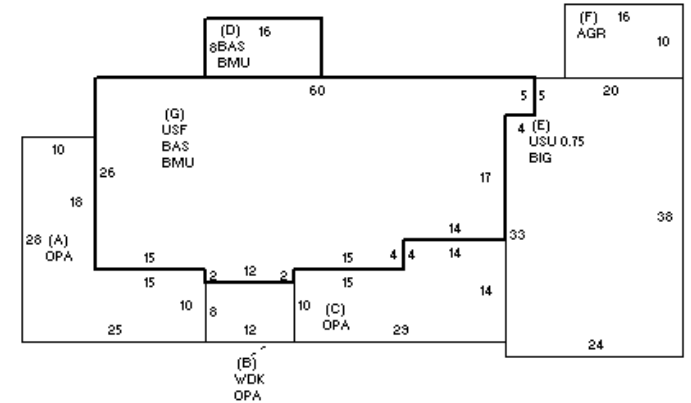 (F) 16
AGR
10
(D) 16
8 BAS
BMU
60
20
5 5
(G)
USF
BAS
BMU
4 (E)
USU 0.75
BIG
10
26
17
18
38
14
33
28 (A)
OPA
15
12
15
4 4
14
15
2
2
15
14
10
8
10
(C)
OPA
25
12
29
24
(B)
WDK
OPA